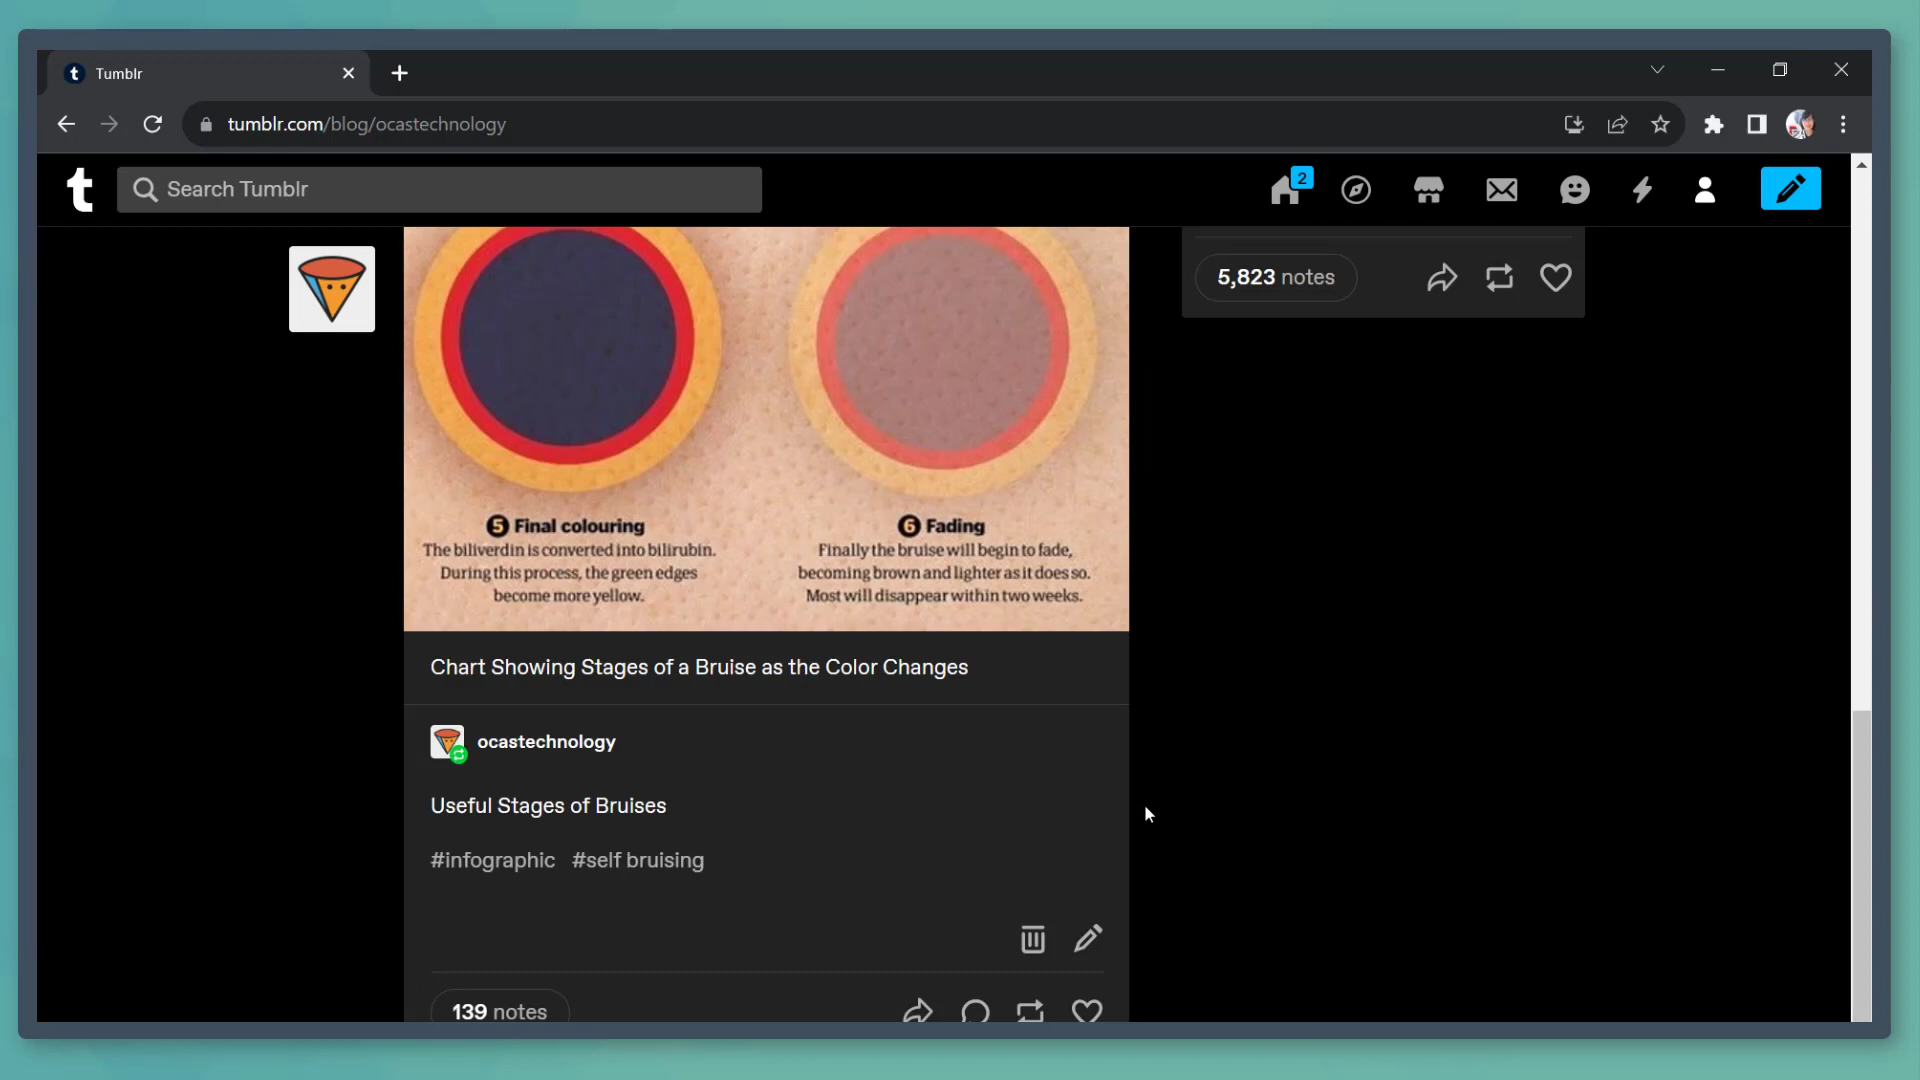 Tumblr
tumblr.com/blog/ocastechnology
t
Search Tumblr
2
5,823 notes
5 Final colouring
The biliverdin is converted into bilirubin.
During this process, the green edges
become more yellow.
6 Fading
Finally the bruise will begin to fade,
becoming brown and lighter as it does so.
Most will disappear within two weeks.
Chart Showing Stages of a Bruise as the Color Changes
ocastechnology
Useful Stages of Bruises
#infographic #self bruising
139 notes